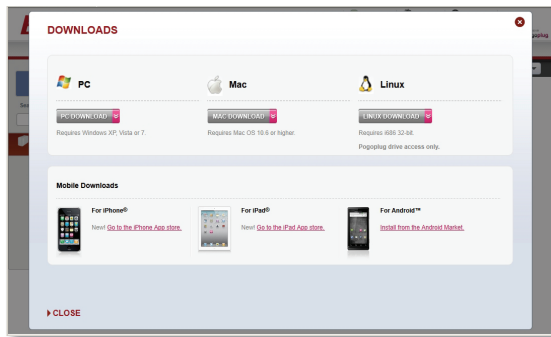 DOWNLOADS
PC
Mac
Linux
PC DOWNLOAD
MAC DOWNLOAD
LINUX DOWNLOAD
Requires Windows XP, Vista or 7.
Requires Mac OS 10.6 or higher.
Requires i686 32-bit.
Pogoplug drive access only.
Mobile Downloads
For iPhone®
For iPad®
For Android™
New! Go to the iPhone App store.
New! Go to the iPad App store.
Install from the Android Market.
CLOSE